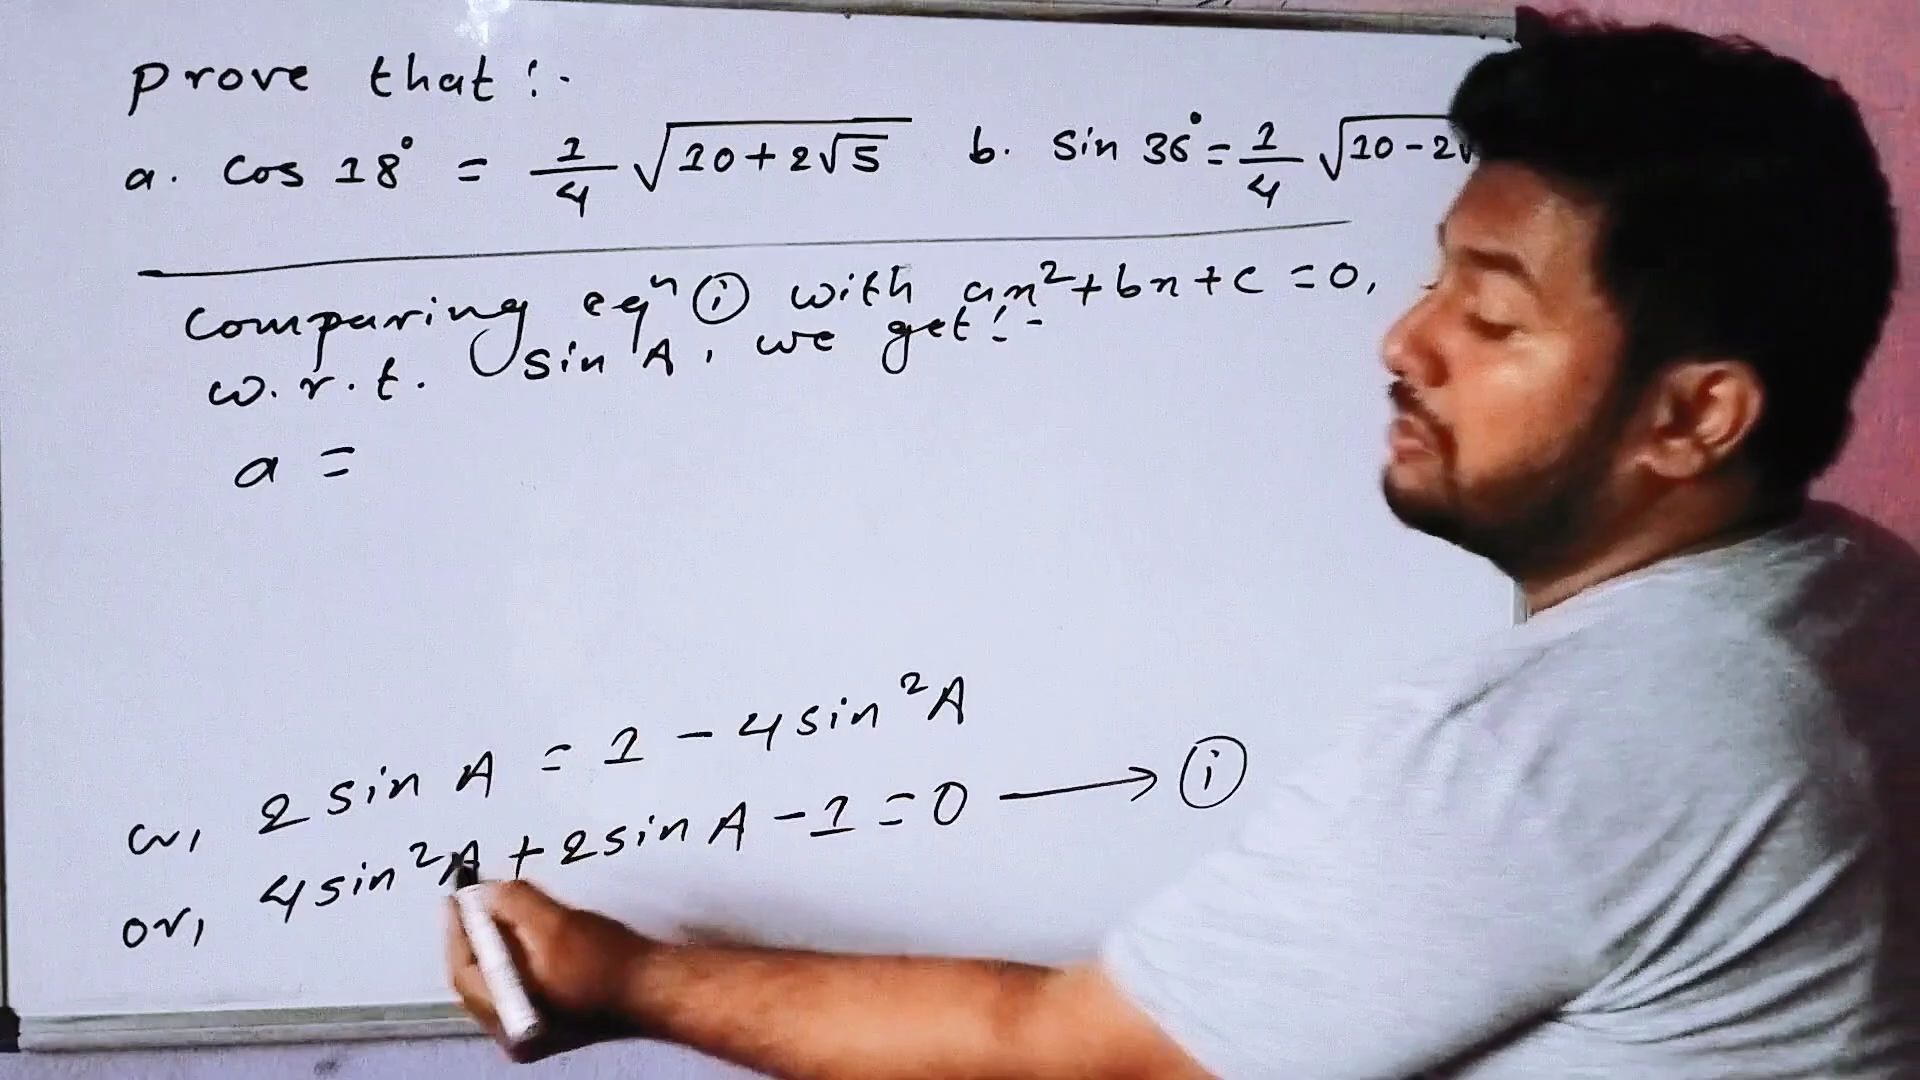 prove that :-
a. cos 18° = 1/4 √(10+2√5) b. sin 36° = 1/4 √10-2√
Comparing eqⁿ (i) with ax²+bx+c=0,
w.r.t. sin A, we get:-
a =
or, 2 sin A = 1 - 4 sin²A
or, 4 sin²A + 2 sin A - 1 = 0 → (i)